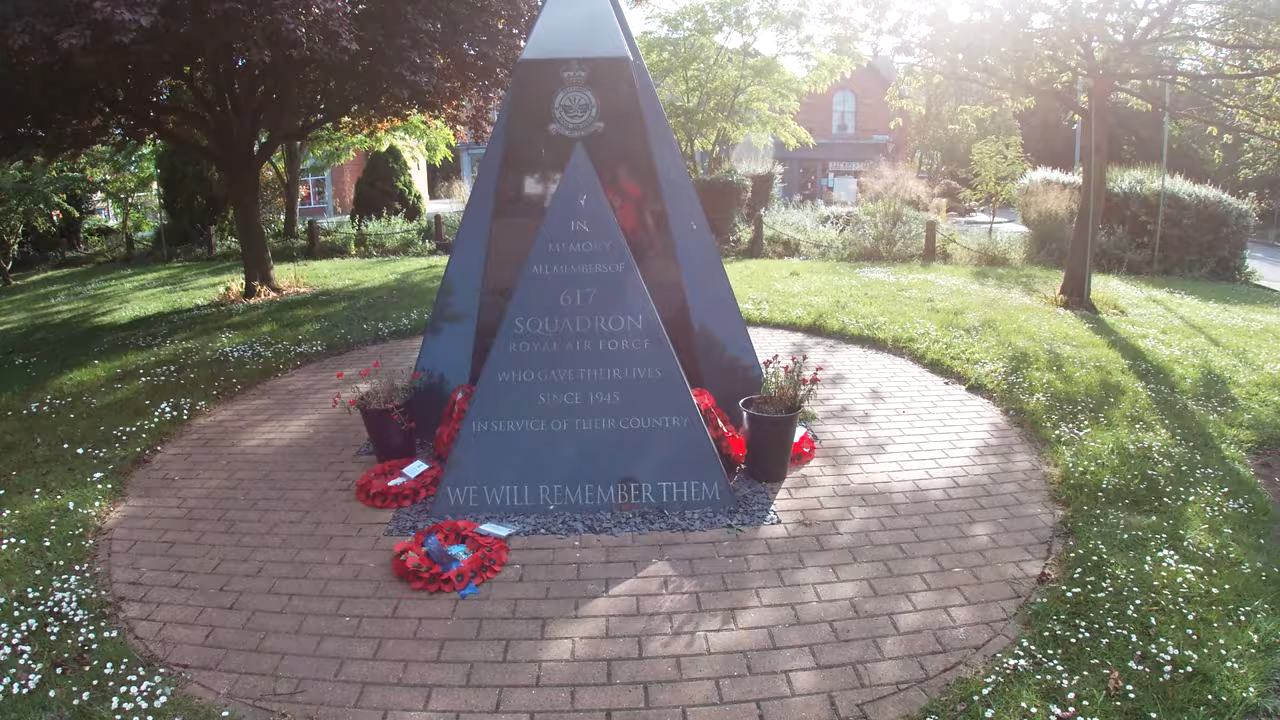 IN
MEMORY
ALL MEMBERS OF
617
SQUADRON
ROYAL AIR FORCE
WHO GAVE THEIR LIVES
SINCE 1945
IN SERVICE OF THEIR COUNTRY
WE WILL REMEMBER THEM